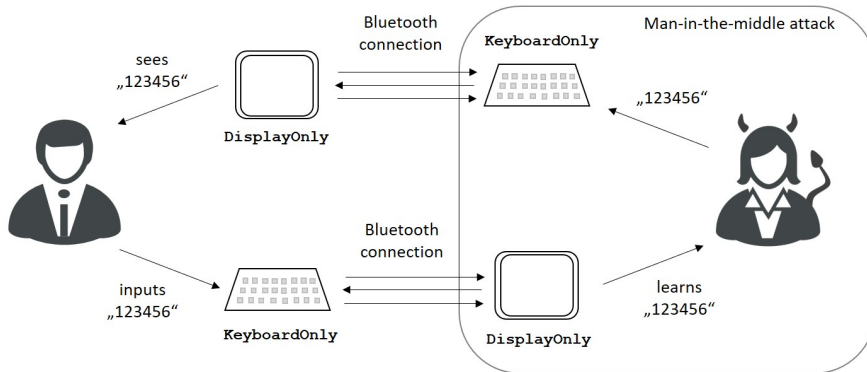 Bluetooth
connection
Man-in-the-middle attack
KeyboardOnly
sees
„123456“
„123456“
DisplayOnly
Bluetooth
connection
inputs
„123456“
learns
„123456“
KeyboardOnly
DisplayOnly